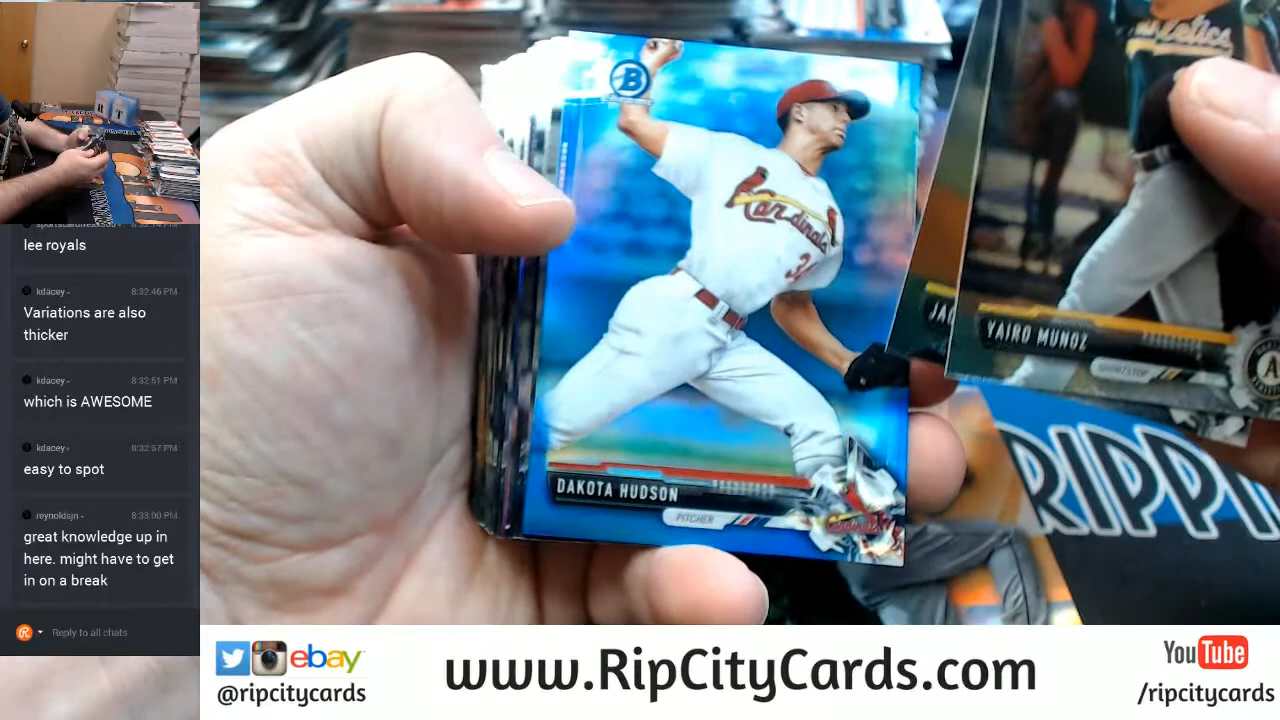 lee royals
kdacey- 8:32:46 PM
Variations are also
thicker
kdacey- 8:32:51 PM
which is AWESOME
kdacey- 8:32:57 PM
easy to spot
reynoldsjn- 8:33:00 PM
great knowledge up in
here. might have to get
in on a break
Reply to all chats
B
Cardinals
DAKOTA HUDSON
PITCHER
Athletics
YAIRO MUNOZ
SHORTSTOP
A
RIPPI
ebay
@ripcitycards
www.RipCityCards.com
YouTube
/ripcitycards